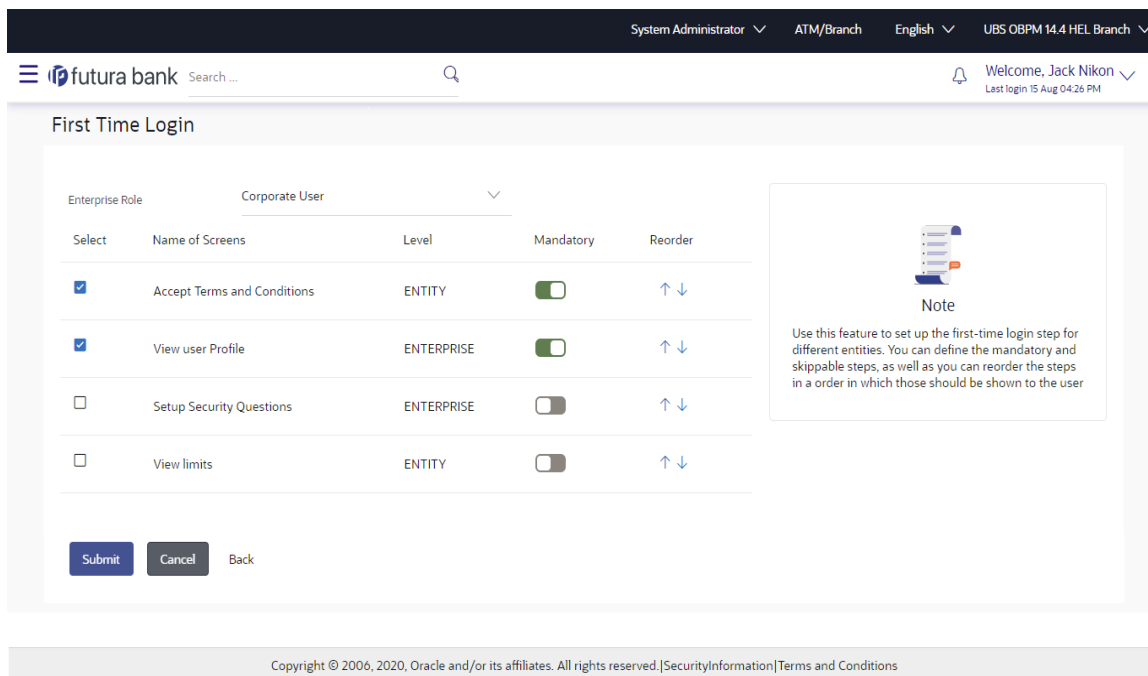 System Administrator ATM/Branch English UBS OBPM 14.4 HEL Branch
futura bank Search ... Welcome, Jack Nikon
Last login 15 Aug 04:26 PM
First Time Login
Enterprise Role Corporate User
Select Name of Screens Level Mandatory Reorder
Accept Terms and Conditions ENTITY
View user Profile ENTERPRISE
Setup Security Questions ENTERPRISE
View limits ENTITY
Note
Use this feature to set up the first-time login step for
different entities. You can define the mandatory and
skippable steps, as well as you can reorder the steps
in a order in which those should be shown to the user
Submit Cancel Back
Copyright © 2006, 2020, Oracle and/or its affiliates. All rights reserved.|SecurityInformation|Terms and Conditions